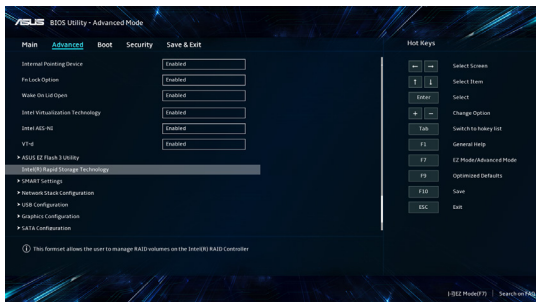 ASUS BIOS Utility - Advanced Mode
Main Advanced Boot Security Save & Exit
Hot Keys
Internal Pointing Device Enabled
Fn Lock Option Enabled
Wake On Lid Open Enabled
Intel Virtualization Technology Enabled
Intel AES-NI Enabled
VT-d Enabled
> ASUS EZ Flash 3 Utility
Intel(R) Rapid Storage Technology
> SMART Settings
> Network Stack Configuration
> USB Configuration
> Graphics Configuration
> SATA Configuration
This formset allows the user to manage RAID volumes on the Intel(R) RAID Controller
← → Select Screen
↑ ↓ Select Item
Enter Select
+ − Change Option
Tab Switch to hokey list
F1 General Help
F7 EZ Mode/Advanced Mode
F9 Optimized Defaults
F10 Save
ESC Exit
EZ Mode(F7) | Search on FAQ